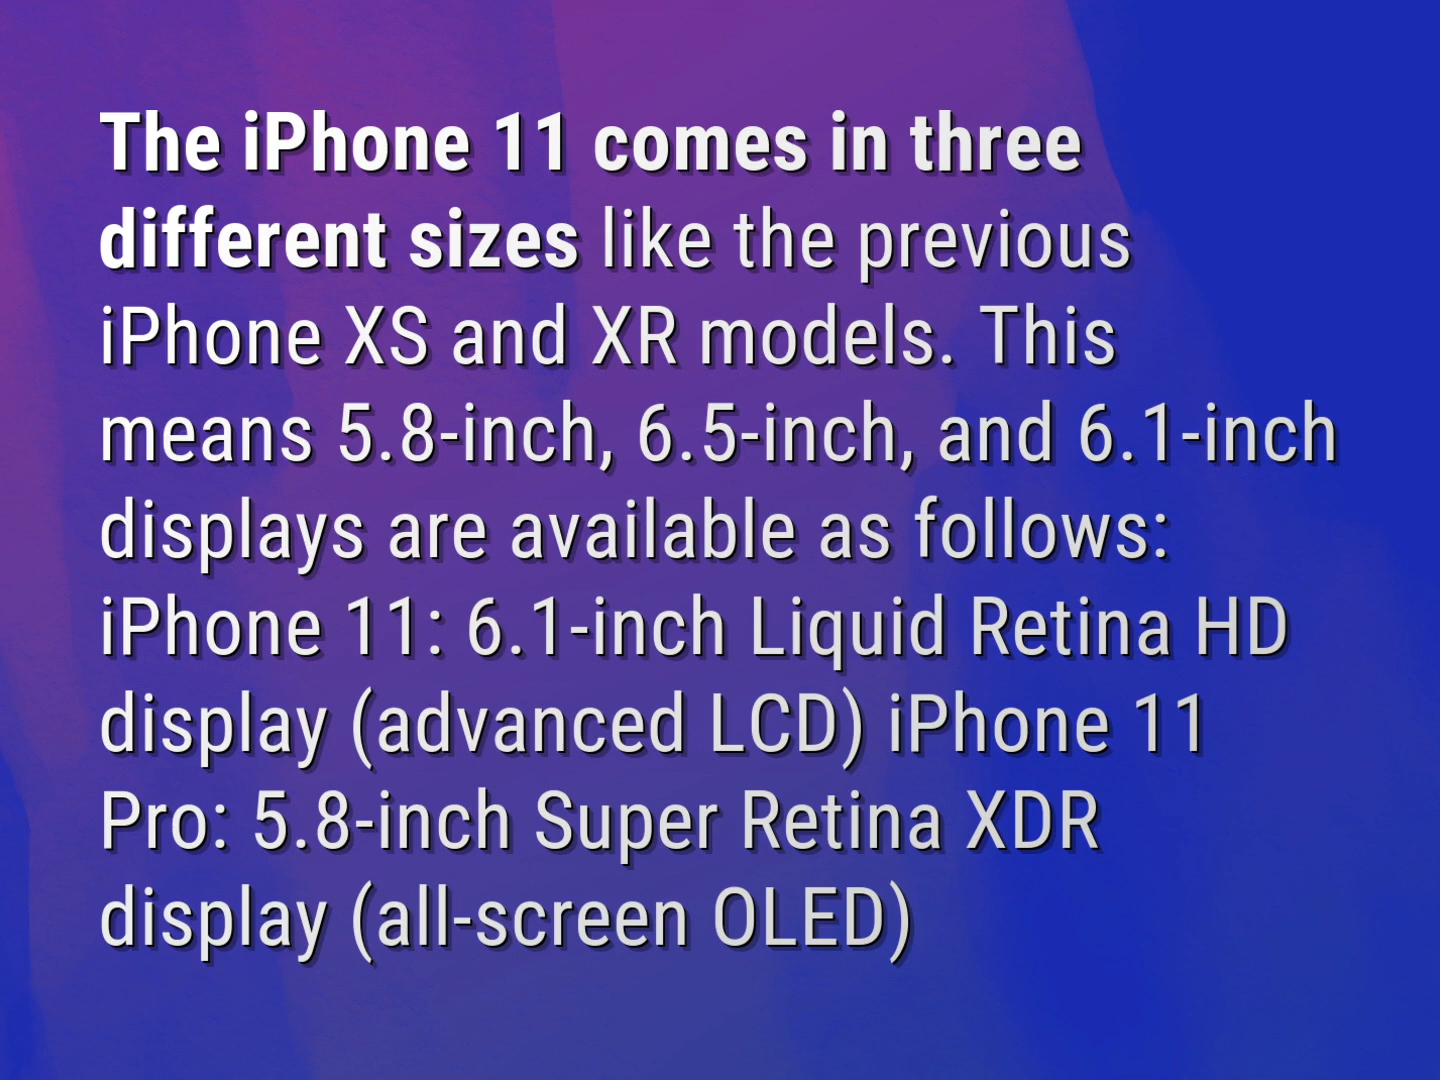 The iPhone 11 comes in three
different sizes like the previous
iPhone XS and XR models. This
means 5.8-inch, 6.5-inch, and 6.1-inch
displays are available as follows:
iPhone 11: 6.1-inch Liquid Retina HD
display (advanced LCD) iPhone 11
Pro: 5.8-inch Super Retina XDR
display (all-screen OLED)